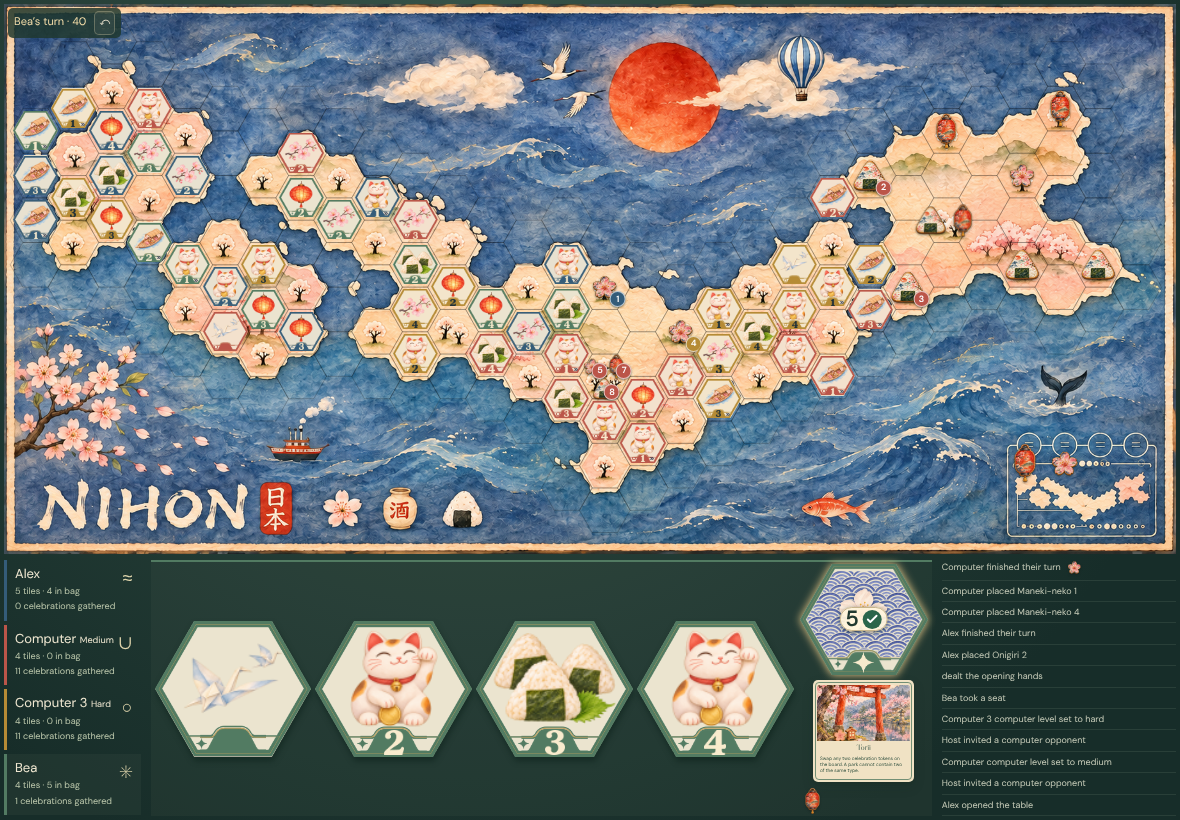 Bea's turn · 40
NIHON
日本
酒
Alex
5 tiles · 4 in bag
0 celebrations gathered
Computer Medium
4 tiles · 0 in bag
11 celebrations gathered
Computer 3 Hard
4 tiles · 0 in bag
11 celebrations gathered
Bea
4 tiles · 5 in bag
1 celebrations gathered
2
3
4
5
Torii
Swap any two celebration tokens on the board. A park cannot contain two of the same type.
Computer finished their turn
Computer placed Maneki-neko 1
Computer placed Maneki-neko 4
Alex finished their turn
Alex placed Onigiri 2
dealt the opening hands
Bea took a seat
Computer 3 computer level set to hard
Host invited a computer opponent
Computer computer level set to medium
Host invited a computer opponent
Alex opened the table